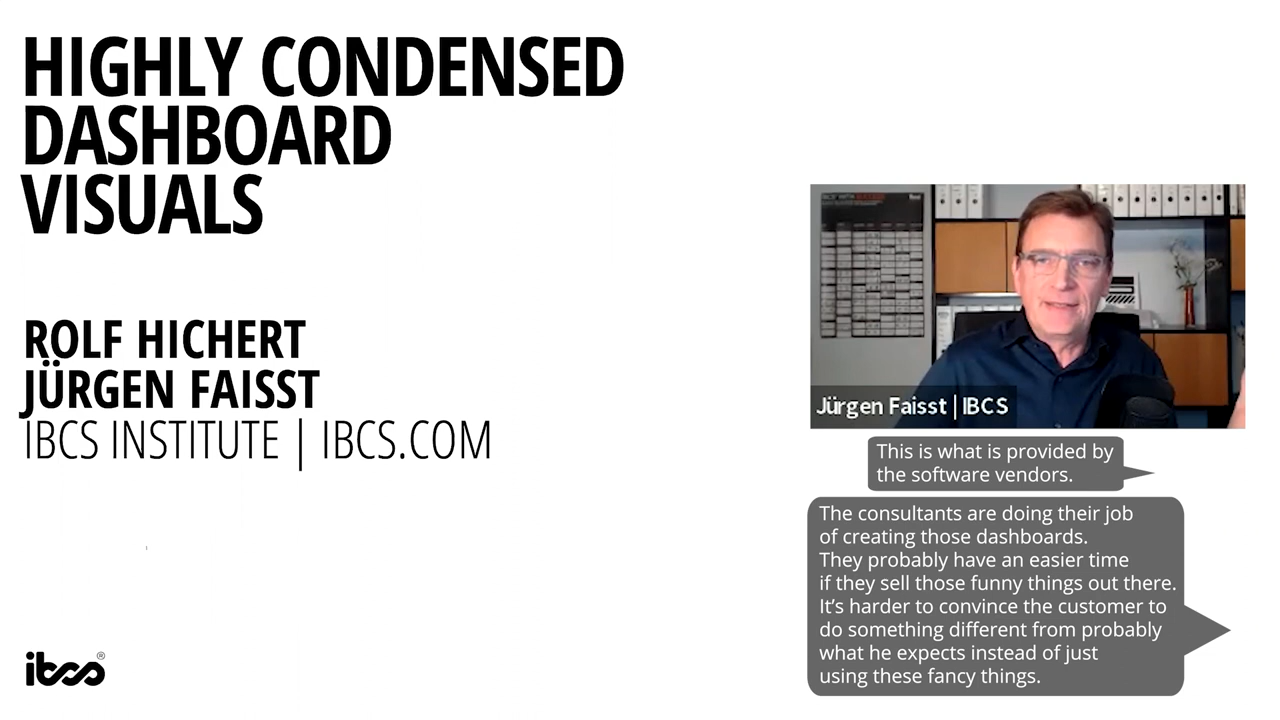 HIGHLY CONDENSED
DASHBOARD
VISUALS
ROLF HICHERT
JÜRGEN FAISST
IBCS INSTITUTE | IBCS.COM
Jürgen Faisst | IBCS
This is what is provided by
the software vendors.
The consultants are doing their job
of creating those dashboards.
They probably have an easier time
if they sell those funny things out there.
It's harder to convince the customer to
do something different from probably
what he expects instead of just
using these fancy things.
ibcs®